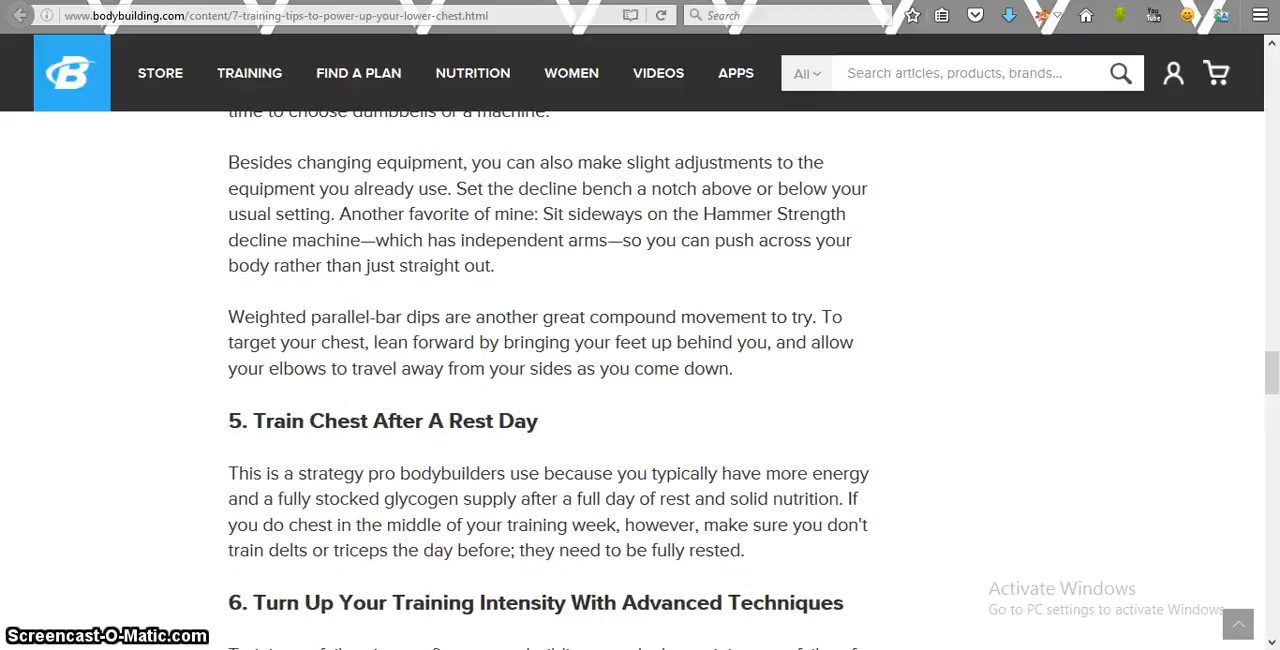 www.bodybuilding.com/content/7-training-tips-to-power-up-your-lower-chest.html
Search
You
Tube
B
STORE TRAINING FIND A PLAN NUTRITION WOMEN VIDEOS APPS
All
Search articles, products, brands...
time to choose dumbbells or a machine.
Besides changing equipment, you can also make slight adjustments to the
equipment you already use. Set the decline bench a notch above or below your
usual setting. Another favorite of mine: Sit sideways on the Hammer Strength
decline machine—which has independent arms—so you can push across your
body rather than just straight out.
Weighted parallel-bar dips are another great compound movement to try. To
target your chest, lean forward by bringing your feet up behind you, and allow
your elbows to travel away from your sides as you come down.
5. Train Chest After A Rest Day
This is a strategy pro bodybuilders use because you typically have more energy
and a fully stocked glycogen supply after a full day of rest and solid nutrition. If
you do chest in the middle of your training week, however, make sure you don't
train delts or triceps the day before; they need to be fully rested.
6. Turn Up Your Training Intensity With Advanced Techniques
Activate Windows
Go to PC settings to activate Windows.
Screencast-O-Matic.com